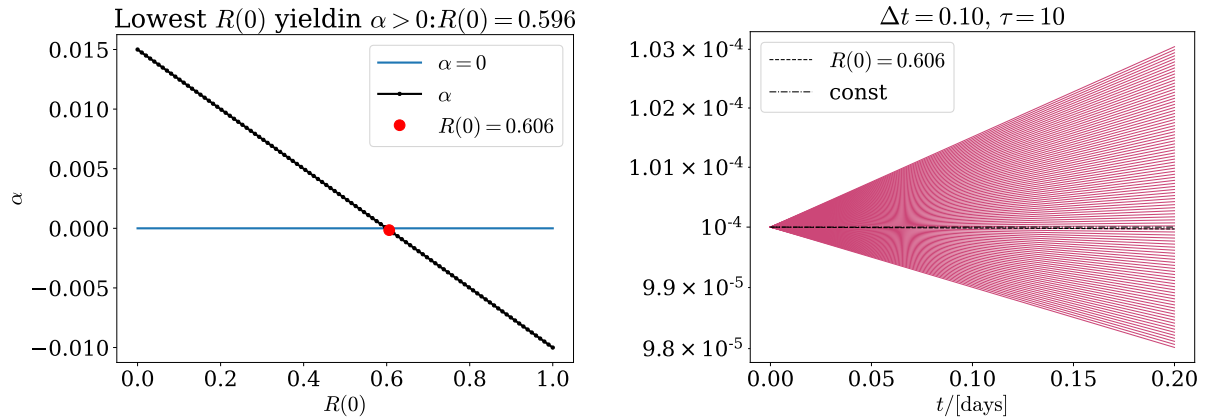 Lowest R(0) yieldin α > 0:R(0) = 0.596
0.015
0.010
0.005
0.000
−0.005
−0.010
α
0.0
0.2
0.4
0.6
0.8
1.0
R(0)
α = 0
α
R(0) = 0.606
Δt = 0.10, τ = 10
1.03 × 10⁻⁴
1.02 × 10⁻⁴
1.01 × 10⁻⁴
10⁻⁴
9.9 × 10⁻⁵
9.8 × 10⁻⁵
0.00
0.05
0.10
0.15
0.20
t/[days]
R(0) = 0.606
const